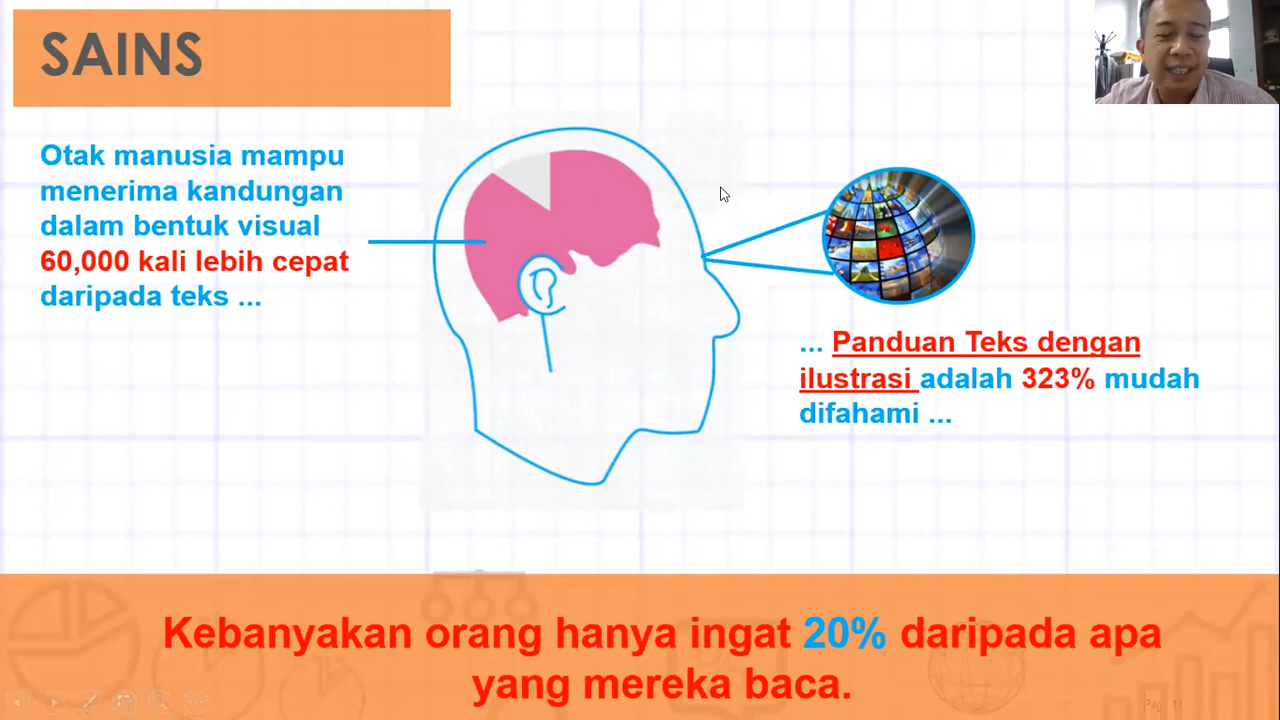 SAINS
Otak manusia mampu
menerima kandungan
dalam bentuk visual
60,000 kali lebih cepat
daripada teks ...
... Panduan Teks dengan
ilustrasi adalah 323% mudah
difahami ...
Kebanyakan orang hanya ingat 20% daripada apa
yang mereka baca.